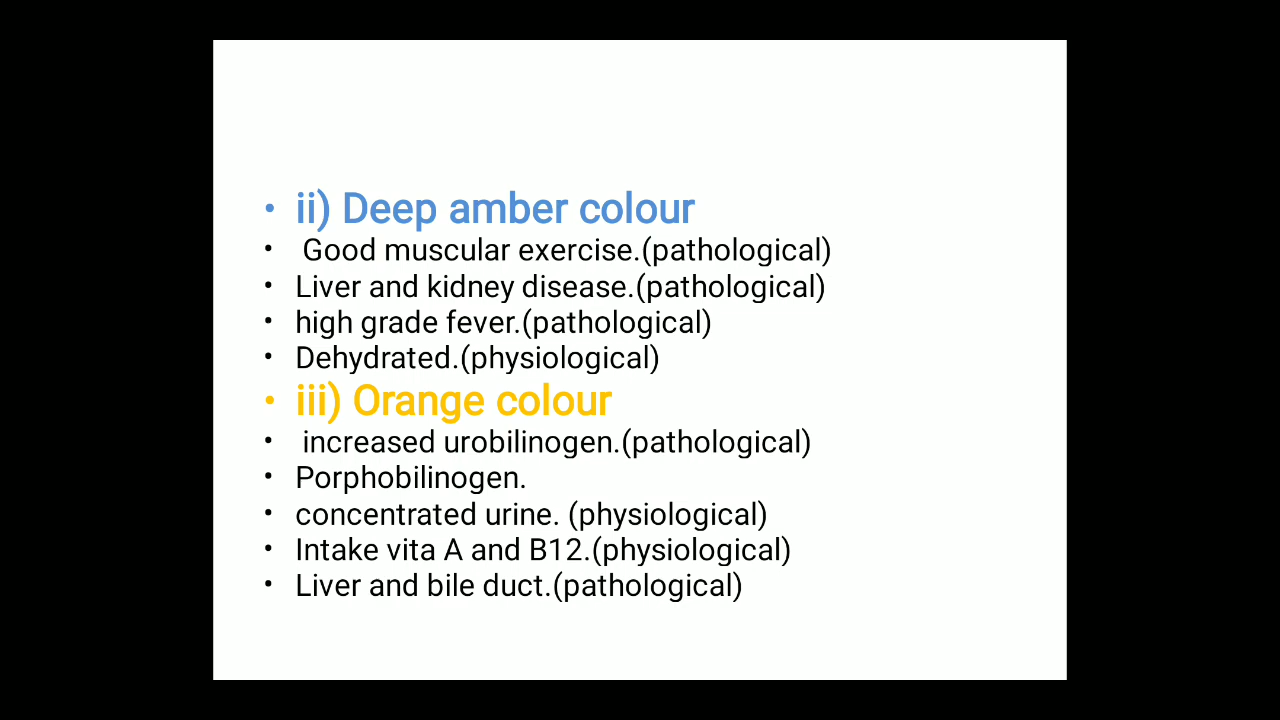 • ii) Deep amber colour
• Good muscular exercise.(pathological)
• Liver and kidney disease.(pathological)
• high grade fever.(pathological)
• Dehydrated.(physiological)
• iii) Orange colour
• increased urobilinogen.(pathological)
• Porphobilinogen.
• concentrated urine. (physiological)
• Intake vita A and B12.(physiological)
• Liver and bile duct.(pathological)